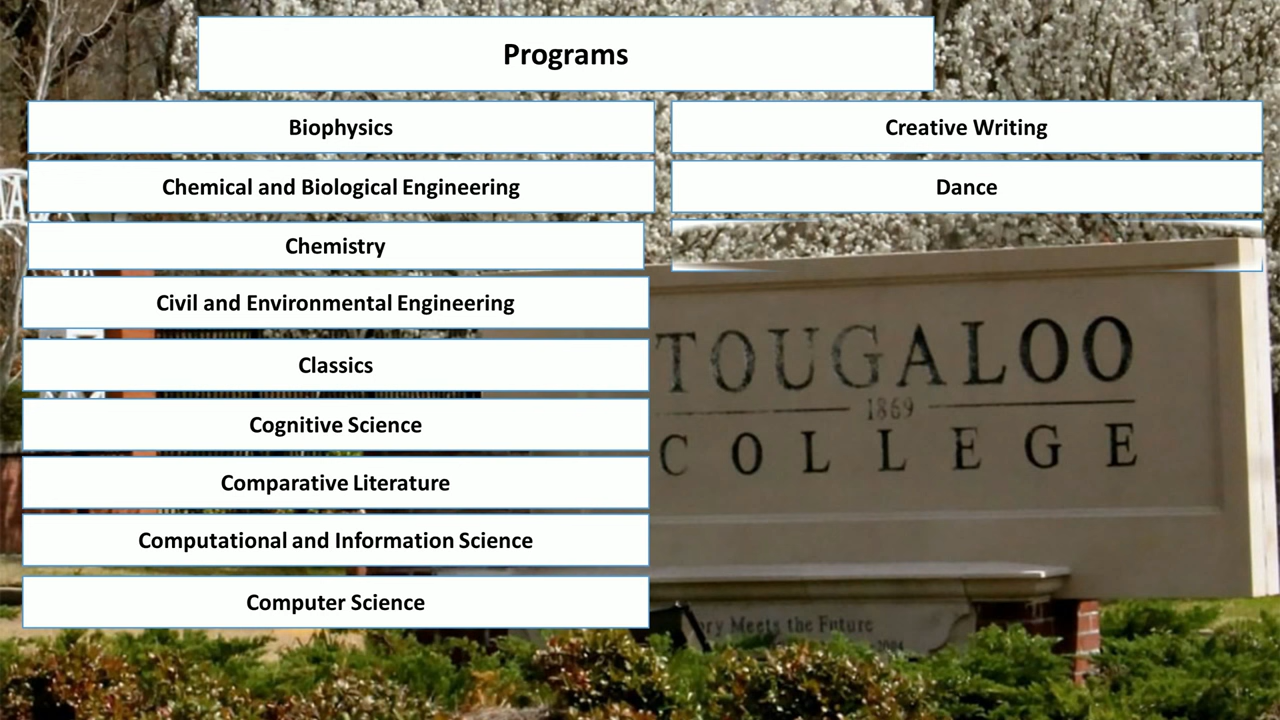 Programs
Biophysics
Chemical and Biological Engineering
Chemistry
Civil and Environmental Engineering
Classics
Cognitive Science
Comparative Literature
Computational and Information Science
Computer Science
Creative Writing
Dance
TOUGALOO
1869
COLLEGE
Meets the Future